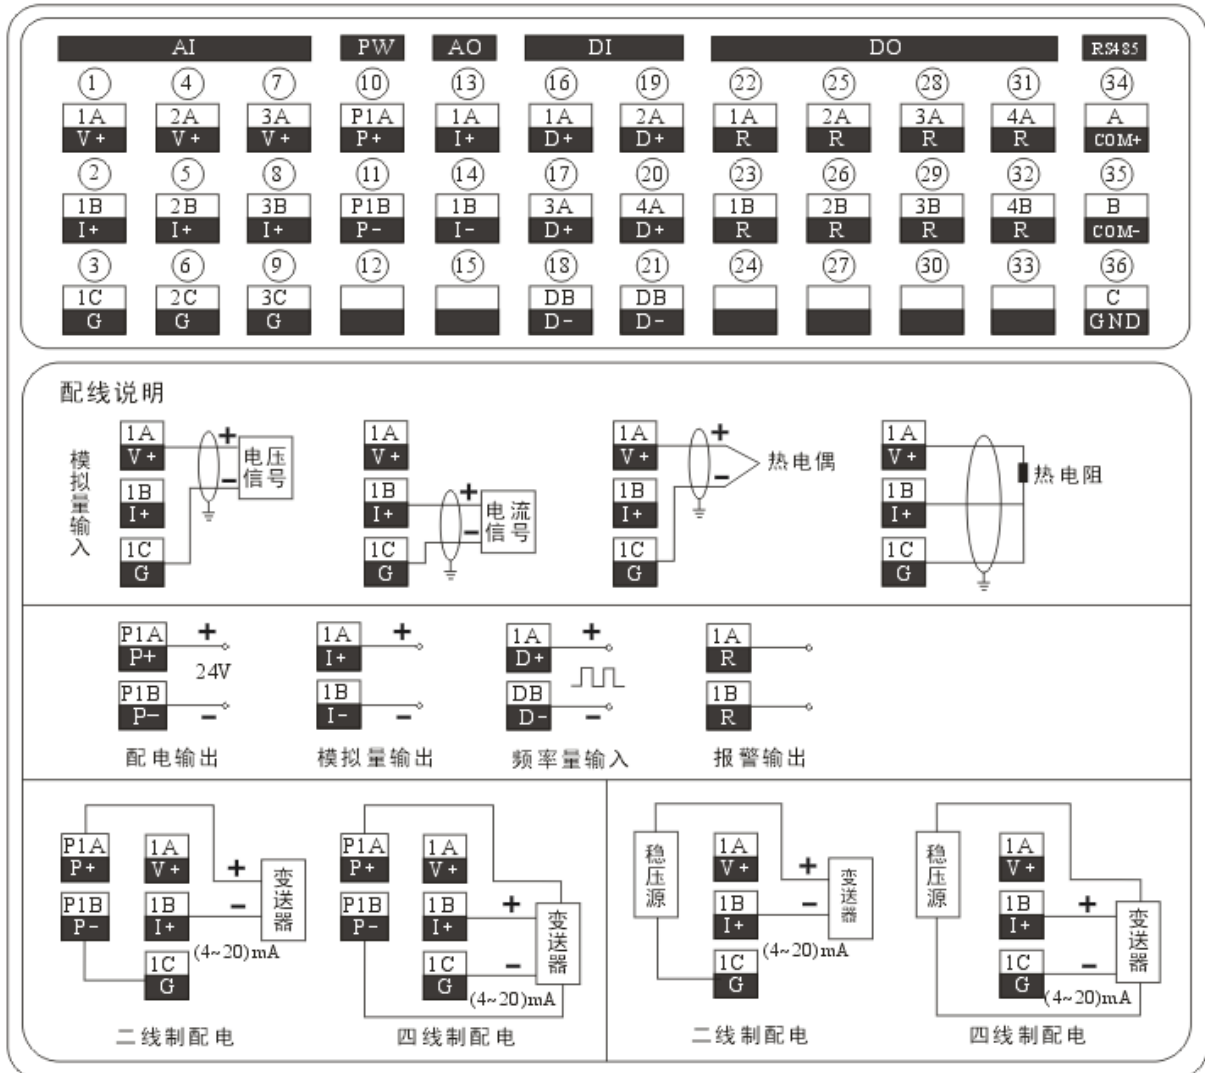 AI PW AO DI DO RS485
1 4 7 10 13 16 19 22 25 28 31 34
1A 2A 3A P1A 1A 1A 2A 1A 2A 3A 4A A
V+ V+ V+ P+ I+ D+ D+ R R R R COM+
2 5 8 11 14 17 20 23 26 29 32 35
1B 2B 3B P1B 1B 3A 4A 1B 2B 3B 4B B
I+ I+ I+ P- I- D+ D+ R R R R COM-
3 6 9 12 15 18 21 24 27 30 33 36
1C 2C 3C DB DB C
G G G D- D- GND
配线说明
模拟量输入
1A
V+
1B
I+
1C
G
+
-
电压
信号
1A
V+
1B
I+
1C
G
+
-
电流
信号
1A
V+
1B
I+
1C
G
+
-
热电偶
1A
V+
1B
I+
1C
G
热电阻
P1A
P+
P1B
P-
+
24V
-
配电输出
1A
I+
1B
I-
+
-
模拟量输出
1A
D+
DB
D-
+
-
频率量输入
1A
R
1B
R
报警输出
P1A
P+
P1B
P-
1A
V+
1B
I+
1C
G
+
-
变送器
(4~20)mA
二线制配电
P1A
P+
P1B
P-
1A
V+
1B
I+
1C
G
+
-
变送器
(4~20)mA
四线制配电
稳压源
1A
V+
1B
I+
1C
G
+
-
变送器
(4~20)mA
二线制配电
稳压源
1A
V+
1B
I+
1C
G
+
-
变送器
(4~20)mA
四线制配电